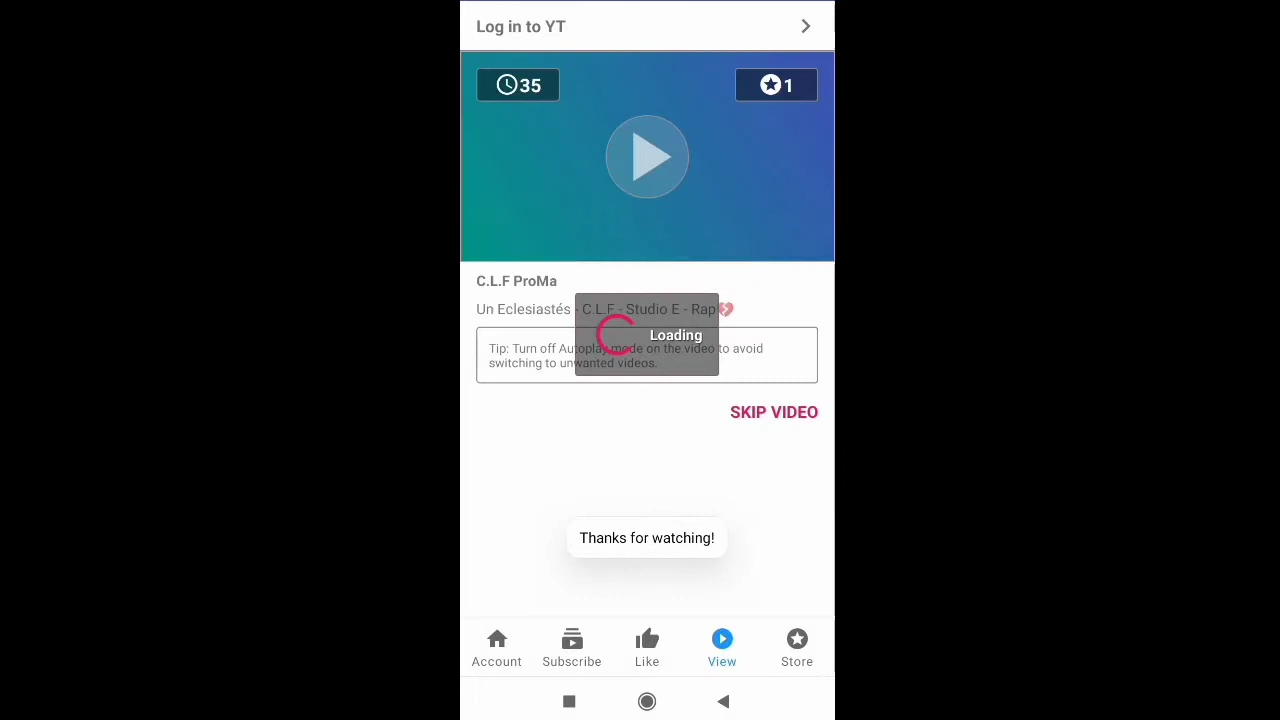 Log in to YT
35
1
C.L.F ProMa
Un Eclesiastés - C.L.F - Studio E - Rap💔
Loading
Tip: Turn off Autoplay mode on the video to avoid
switching to unwanted videos.
SKIP VIDEO
Thanks for watching!
Account
Subscribe
Like
View
Store